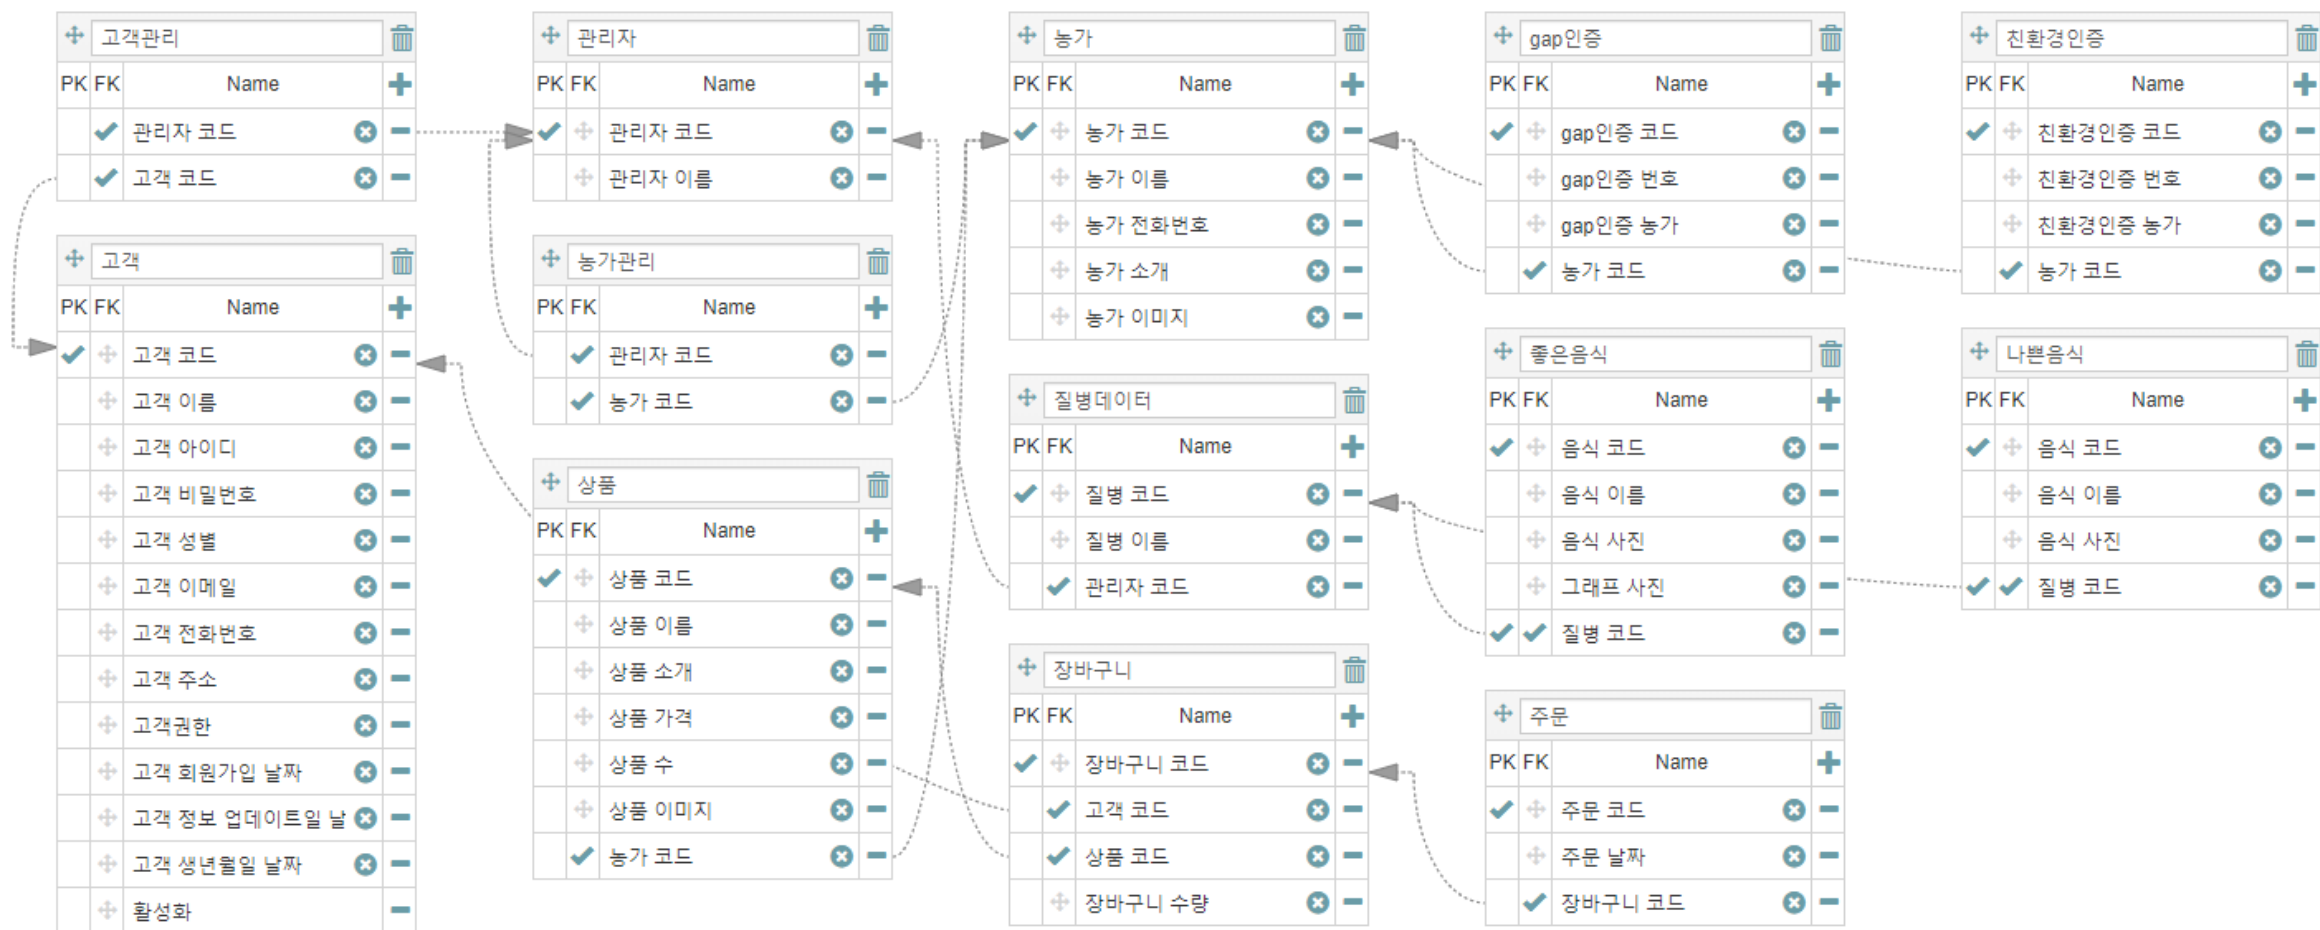 고객관리
PK FK Name
관리자 코드
고객 코드
고객
PK FK Name
고객 코드
고객 이름
고객 아이디
고객 비밀번호
고객 성별
고객 이메일
고객 전화번호
고객 주소
고객권한
고객 회원가입 날짜
고객 정보 업데이트일 날
고객 생년월일 날짜
활성화
관리자
PK FK Name
관리자 코드
관리자 이름
농가관리
PK FK Name
관리자 코드
농가 코드
상품
PK FK Name
상품 코드
상품 이름
상품 소개
상품 가격
상품 수
상품 이미지
농가 코드
농가
PK FK Name
농가 코드
농가 이름
농가 전화번호
농가 소개
농가 이미지
질병데이터
PK FK Name
질병 코드
질병 이름
관리자 코드
장바구니
PK FK Name
장바구니 코드
고객 코드
상품 코드
장바구니 수량
gap인증
PK FK Name
gap인증 코드
gap인증 번호
gap인증 농가
농가 코드
좋은음식
PK FK Name
음식 코드
음식 이름
음식 사진
그래프 사진
질병 코드
주문
PK FK Name
주문 코드
주문 날짜
장바구니 코드
친환경인증
PK FK Name
친환경인증 코드
친환경인증 번호
친환경인증 농가
농가 코드
나쁜음식
PK FK Name
음식 코드
음식 이름
음식 사진
질병 코드